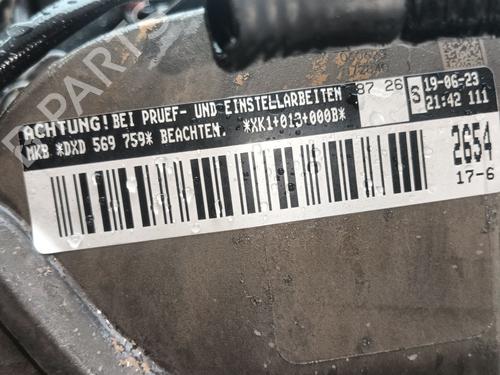 ACHTUNG! BEI PRUEF- UND EINSTELLARBEITEN
MKB *DXD 569 759* BEACHTEN. *XK1+013+000B*
87 26
S
19-06-23
21:42 111
2654
17-6